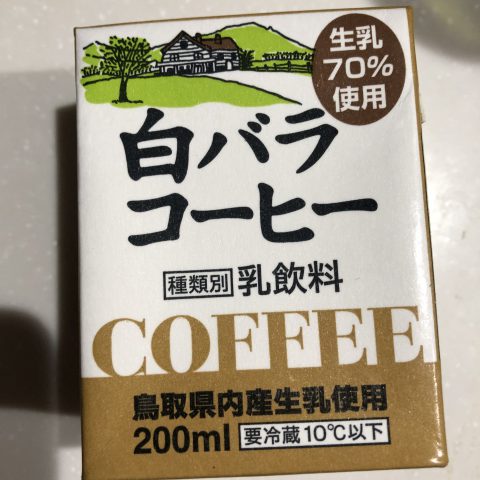 生乳
70%
使用
白バラ
コーヒー
種類別 乳飲料
COFFEE
鳥取県内産生乳使用
200ml 要冷蔵10℃以下